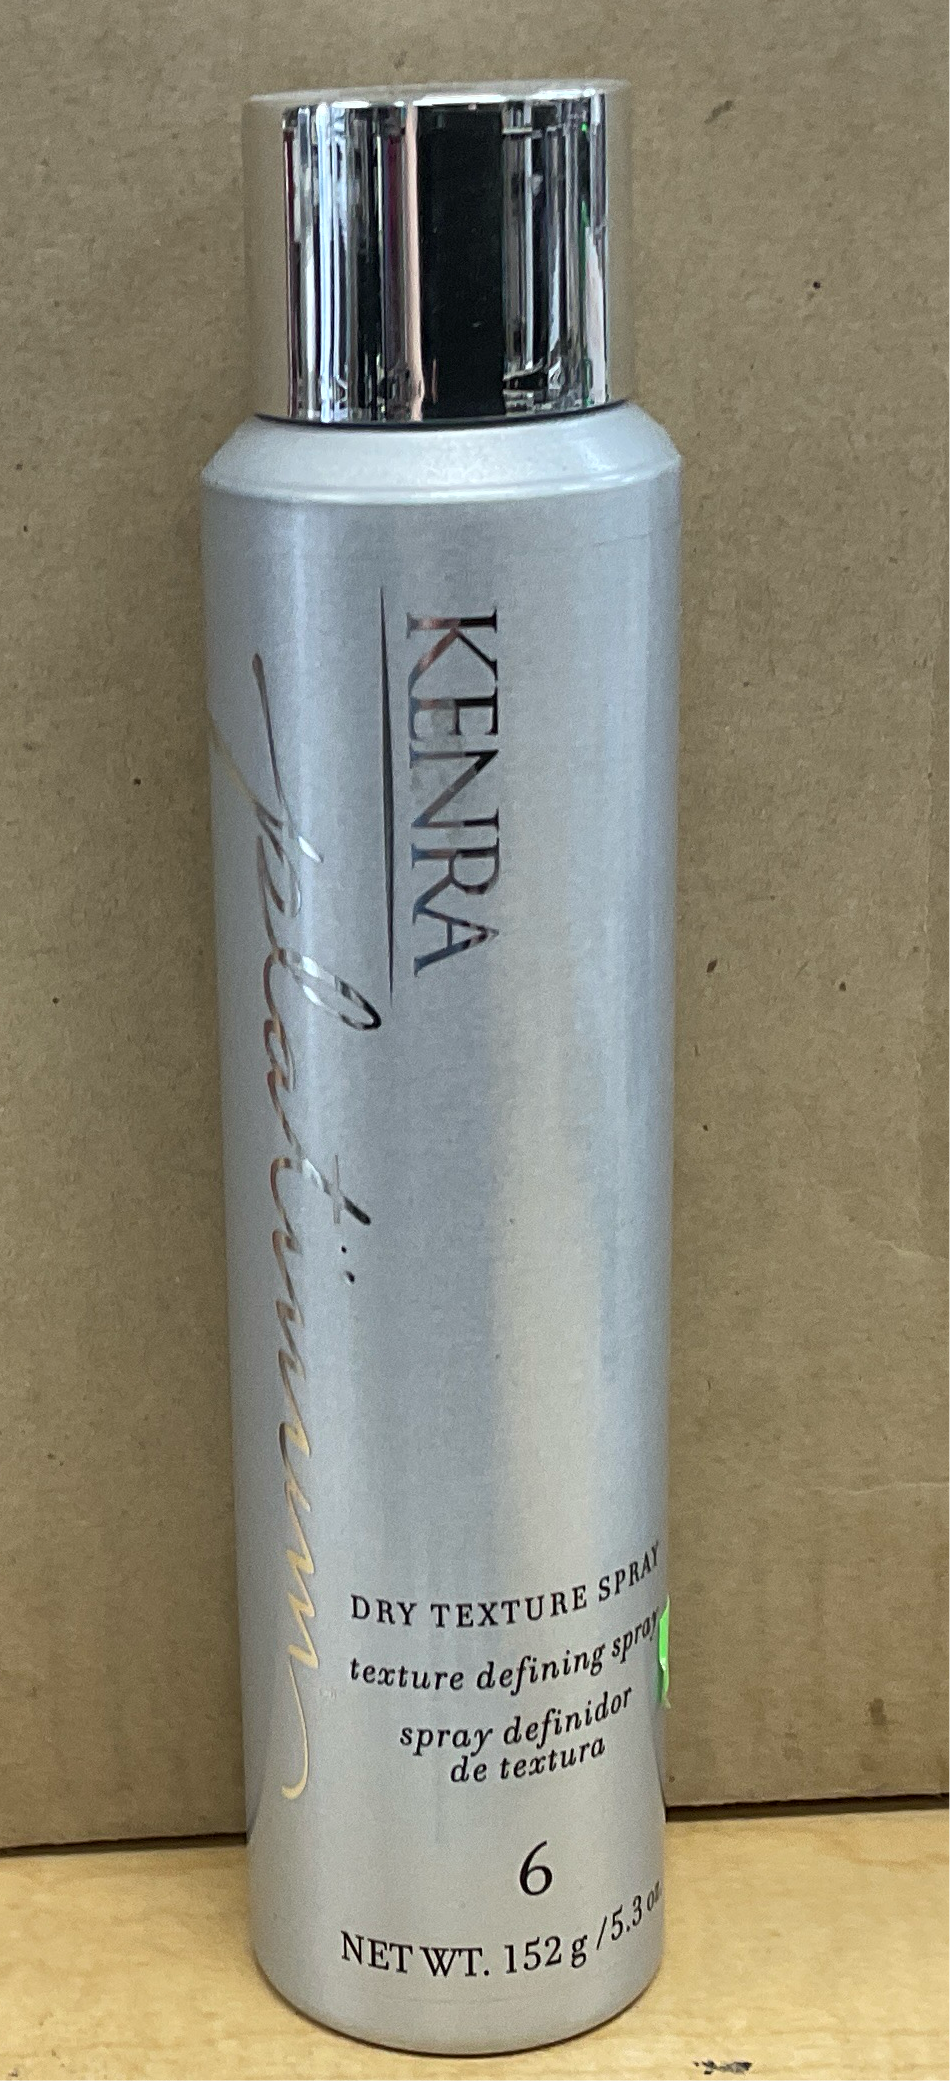 KENRA
platinum
DRY TEXTURE SPRAY
texture defining spray
spray definidor
de textura
6
NET WT. 152 g / 5.3 oz.